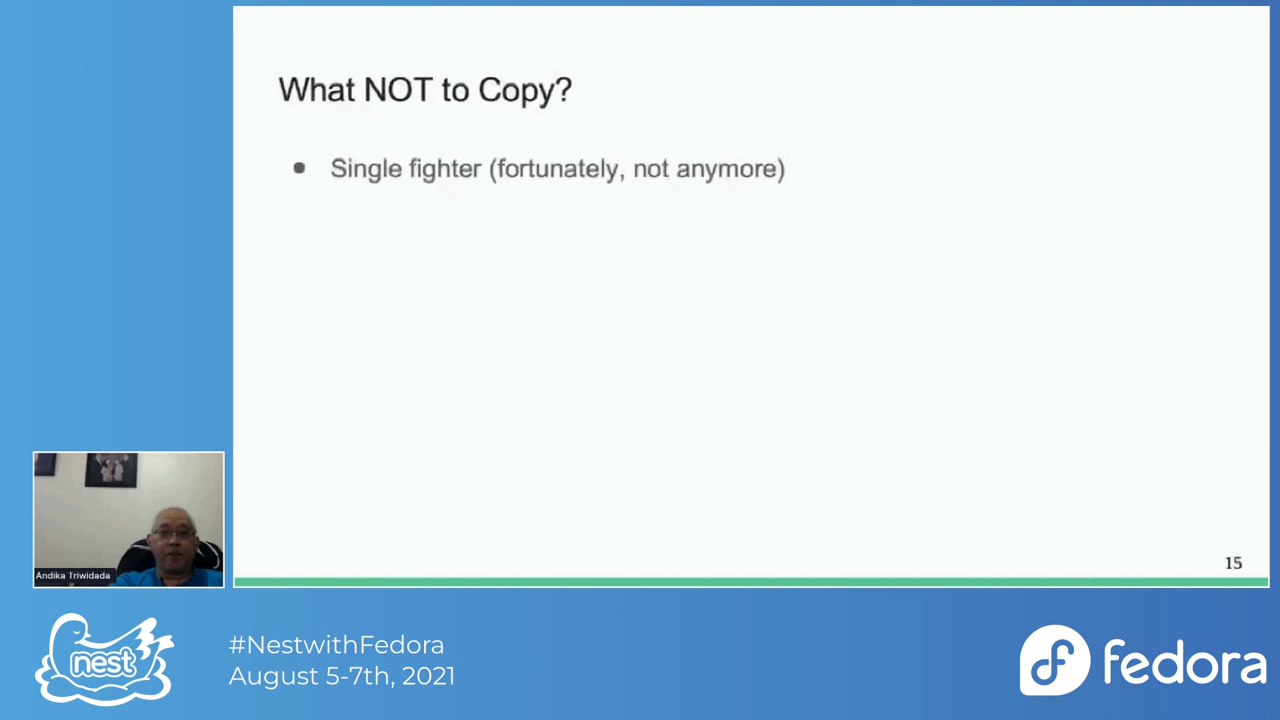 What NOT to Copy?
● Single fighter (fortunately, not anymore)
15
Andika Triwidada
nest
#NestwithFedora
August 5-7th, 2021
fedora